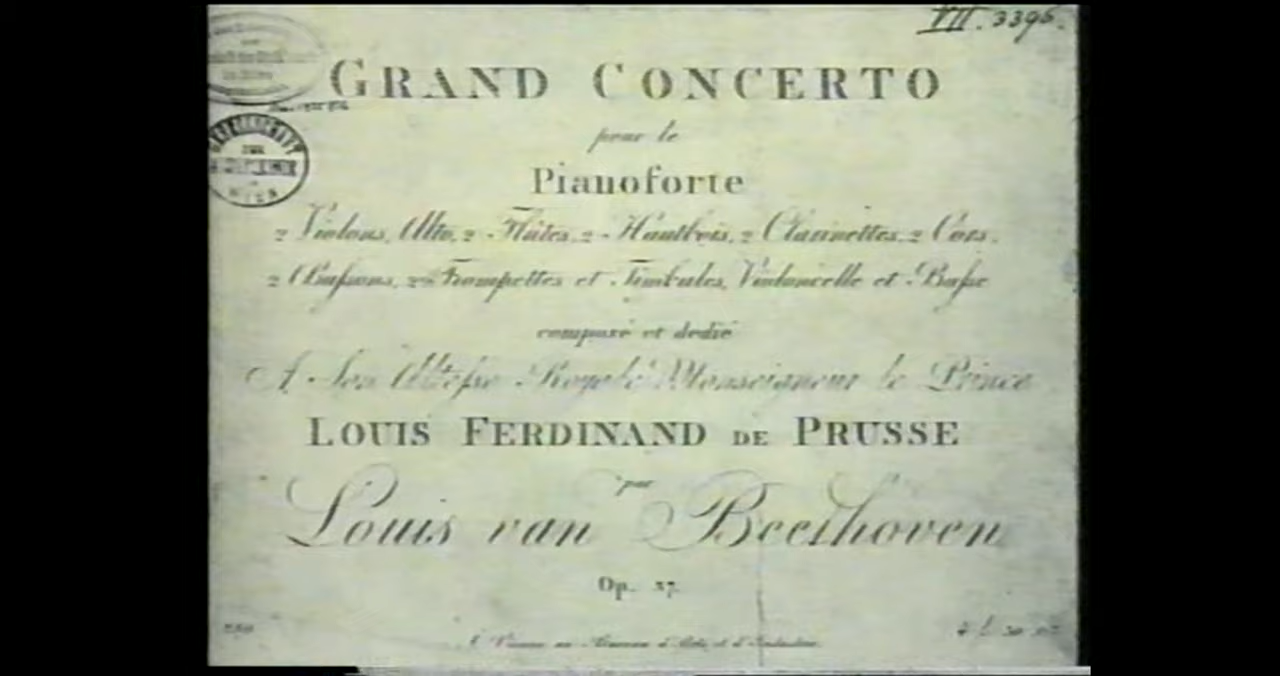 VII. 3396.
GRAND CONCERTO
pour le
Pianoforte
2 Violons, Alto, 2 Flûtes, 2 Hautbois, 2 Clarinettes, 2 Cors,
2 Bassons, 2 Trompettes et Timbales, Violoncelle et Basse
composé et dedié
A Son Altesse Royale Monseigneur le Prince
LOUIS FERDINAND DE PRUSSE
par
Louis van Beethoven
Op. 37.
WIEN